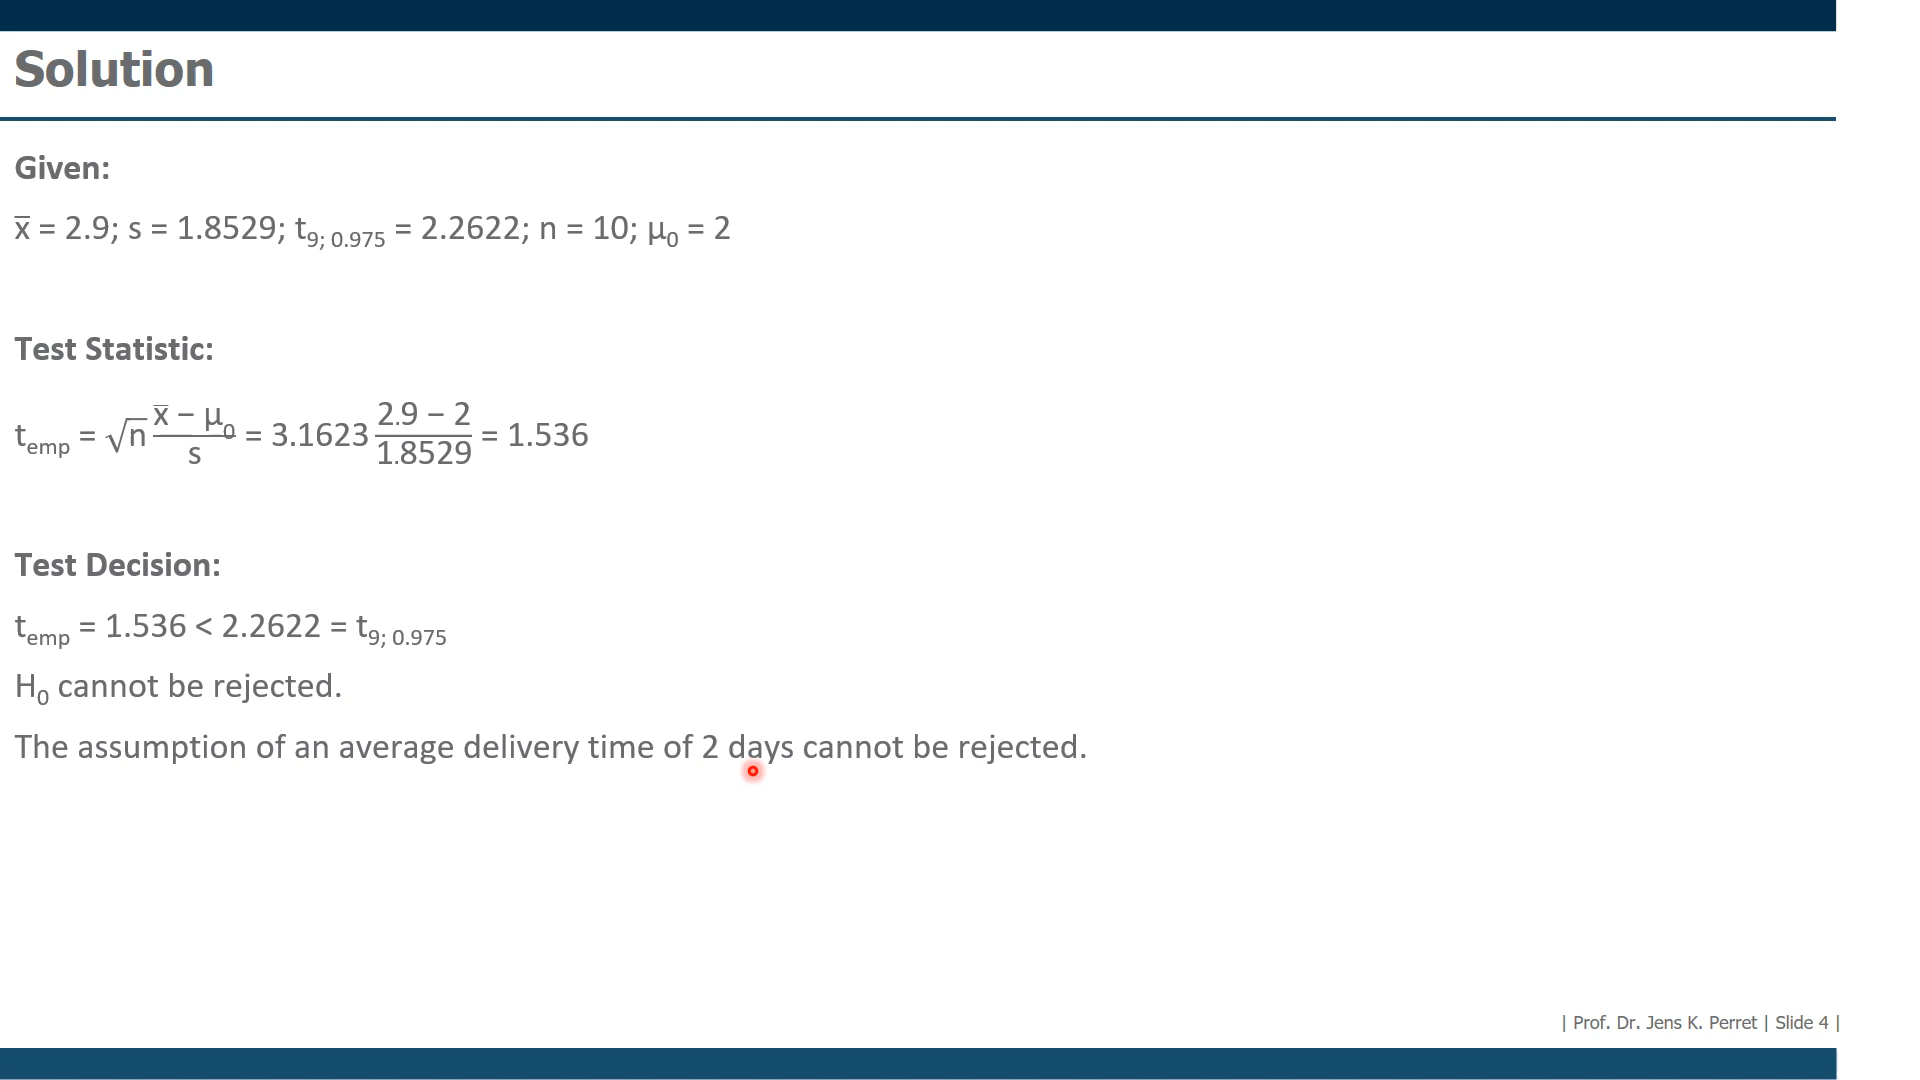 Solution
Given:
x̅ = 2.9; s = 1.8529; t₉; ₀.₉₇₅ = 2.2622; n = 10; μ₀ = 2
Test Statistic:
t_emp = √n (x̅ − μ₀)/s = 3.1623 (2.9 − 2)/1.8529 = 1.536
Test Decision:
t_emp = 1.536 < 2.2622 = t₉; ₀.₉₇₅
H₀ cannot be rejected.
The assumption of an average delivery time of 2 days cannot be rejected.
| Prof. Dr. Jens K. Perret | Slide 4 |